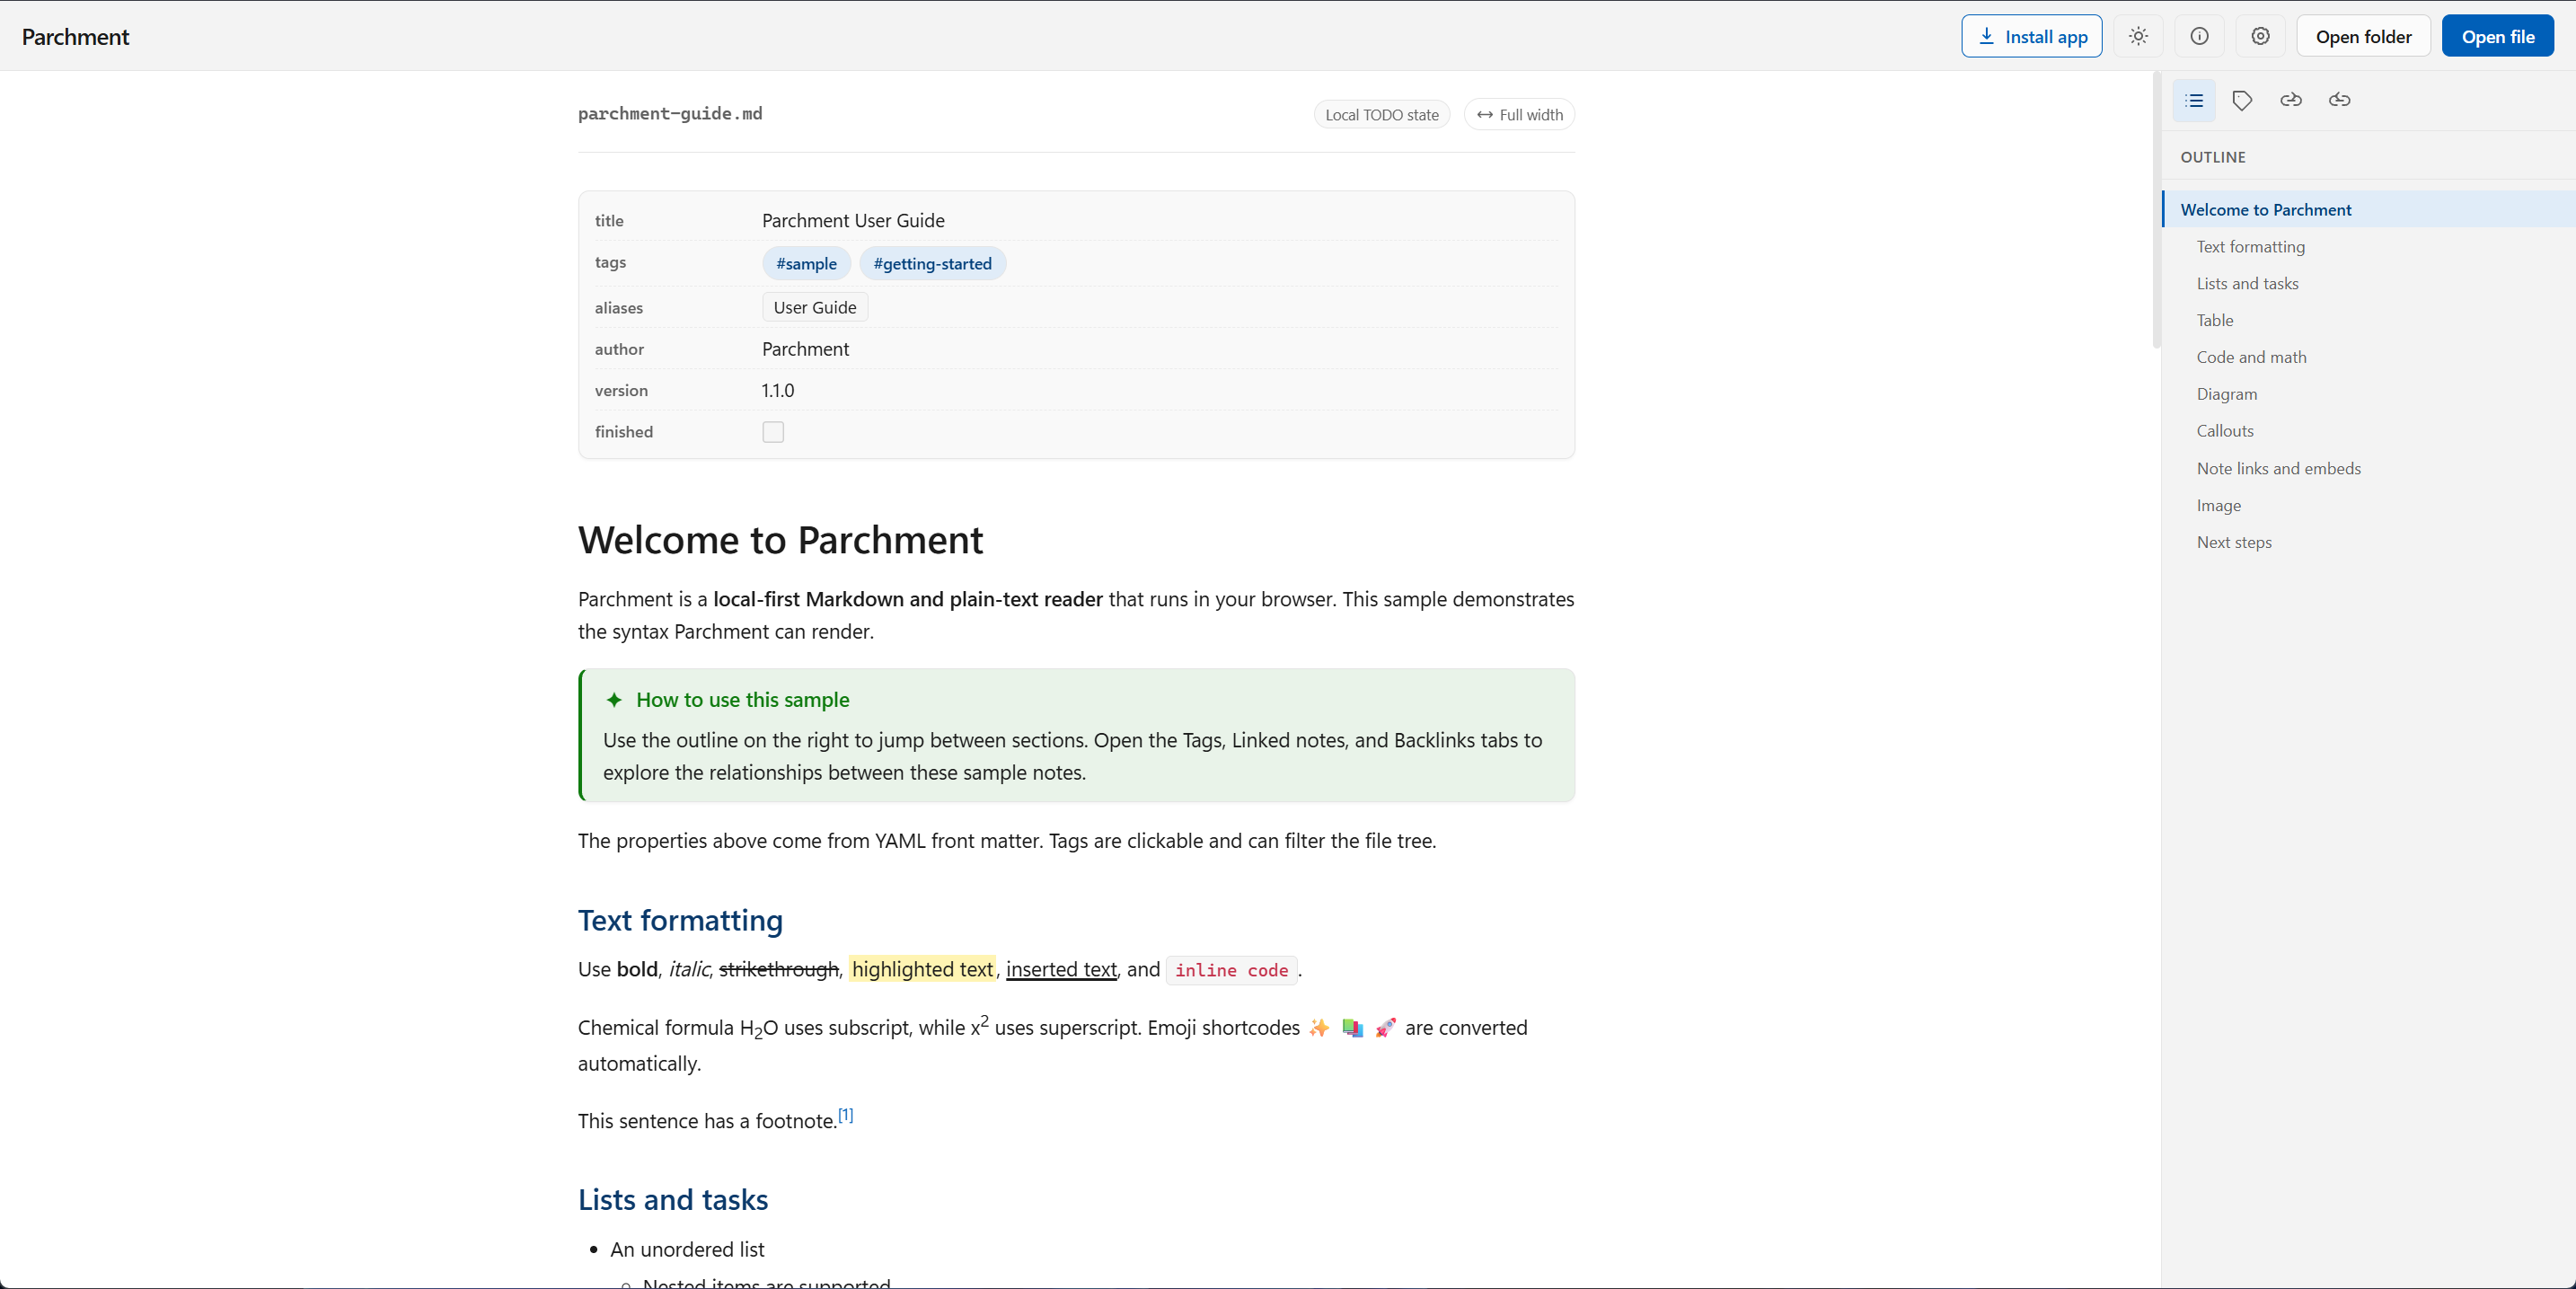 Parchment
Install app
Open folder
Open file
parchment-guide.md
Local TODO state
↔ Full width
title
Parchment User Guide
tags
#sample #getting-started
aliases
User Guide
author
Parchment
version
1.1.0
finished
Welcome to Parchment
Parchment is a local-first Markdown and plain-text reader that runs in your browser. This sample demonstrates
the syntax Parchment can render.
How to use this sample
Use the outline on the right to jump between sections. Open the Tags, Linked notes, and Backlinks tabs to
explore the relationships between these sample notes.
The properties above come from YAML front matter. Tags are clickable and can filter the file tree.
Text formatting
Use bold, italic, strikethrough, highlighted text, inserted text, and inline code.
Chemical formula H₂O uses subscript, while x² uses superscript. Emoji shortcodes ✨ 📚 🚀 are converted
automatically.
This sentence has a footnote.[1]
Lists and tasks
• An unordered list
Nested items are supported
OUTLINE
Welcome to Parchment
Text formatting
Lists and tasks
Table
Code and math
Diagram
Callouts
Note links and embeds
Image
Next steps